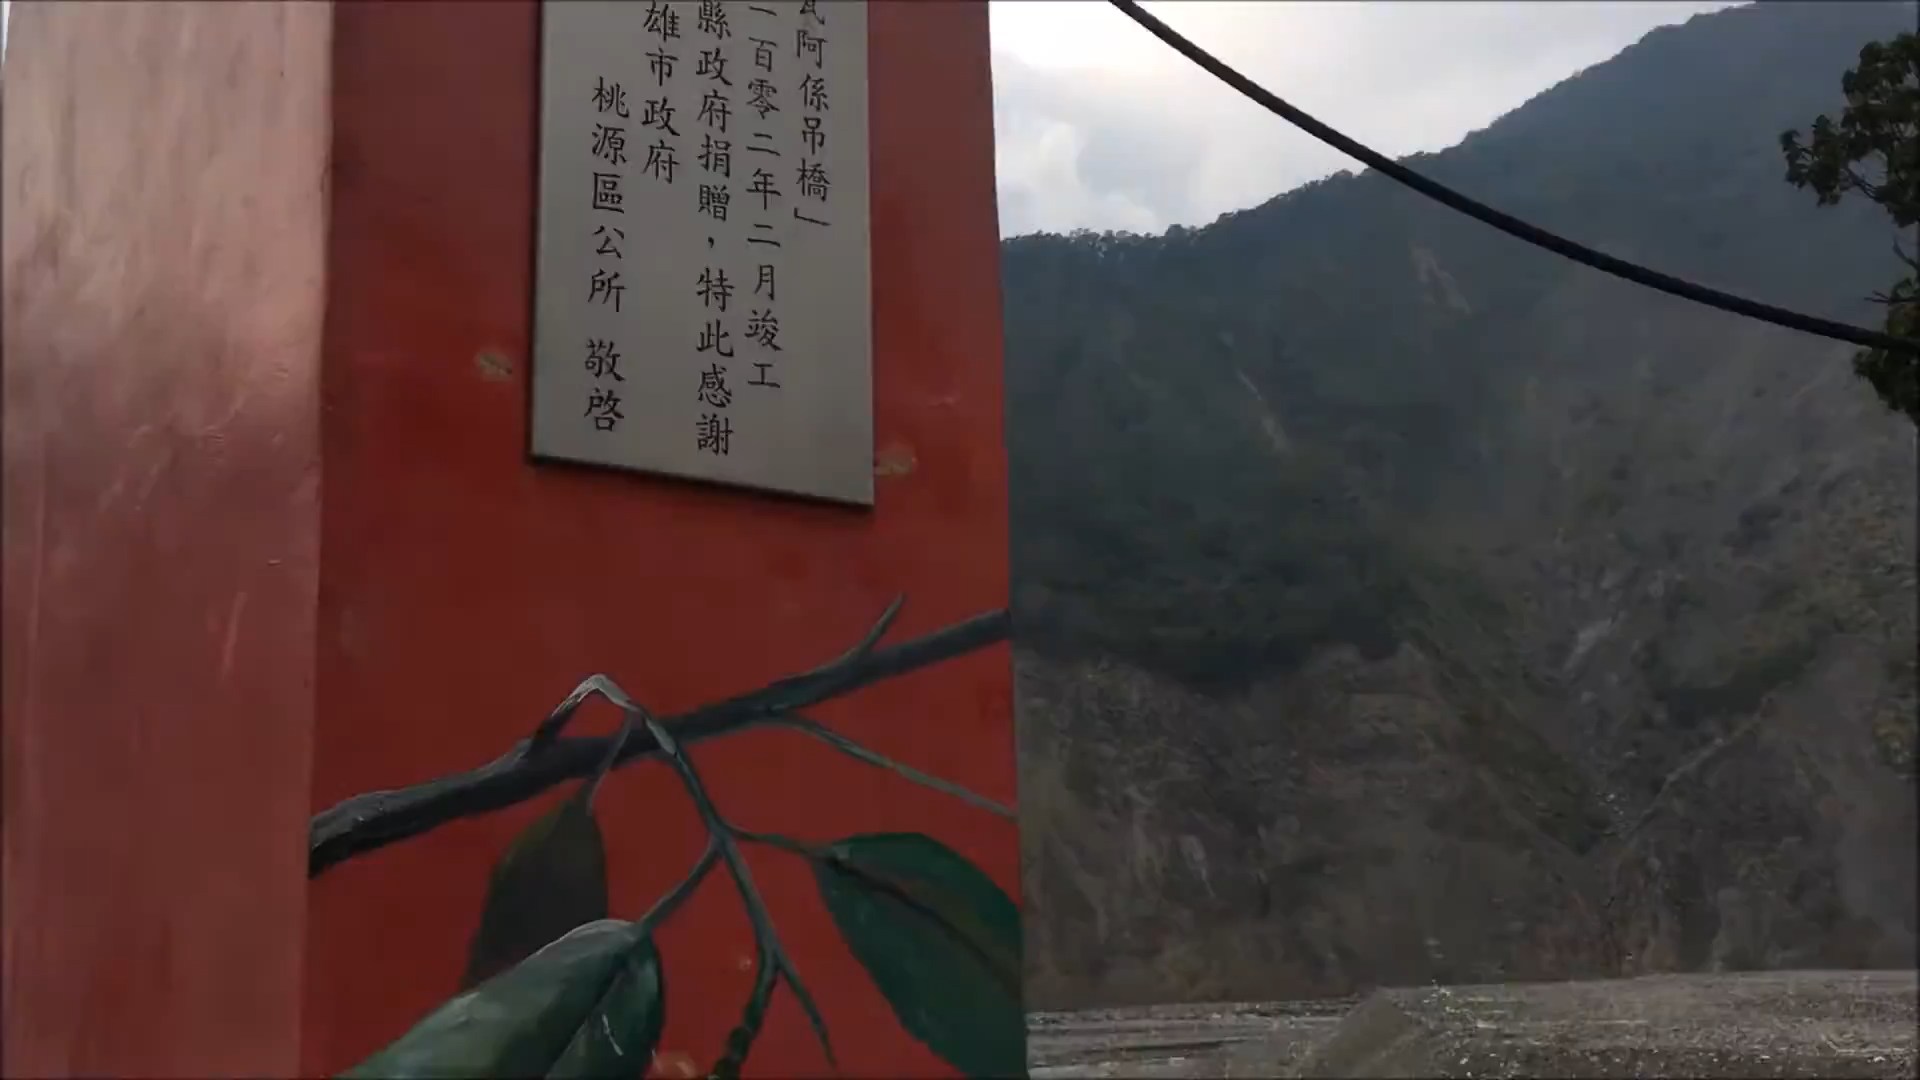 瓦阿係吊橋」
一百零二年二月竣工
縣政府捐贈，特此感謝
雄市政府
桃源區公所 敬啓